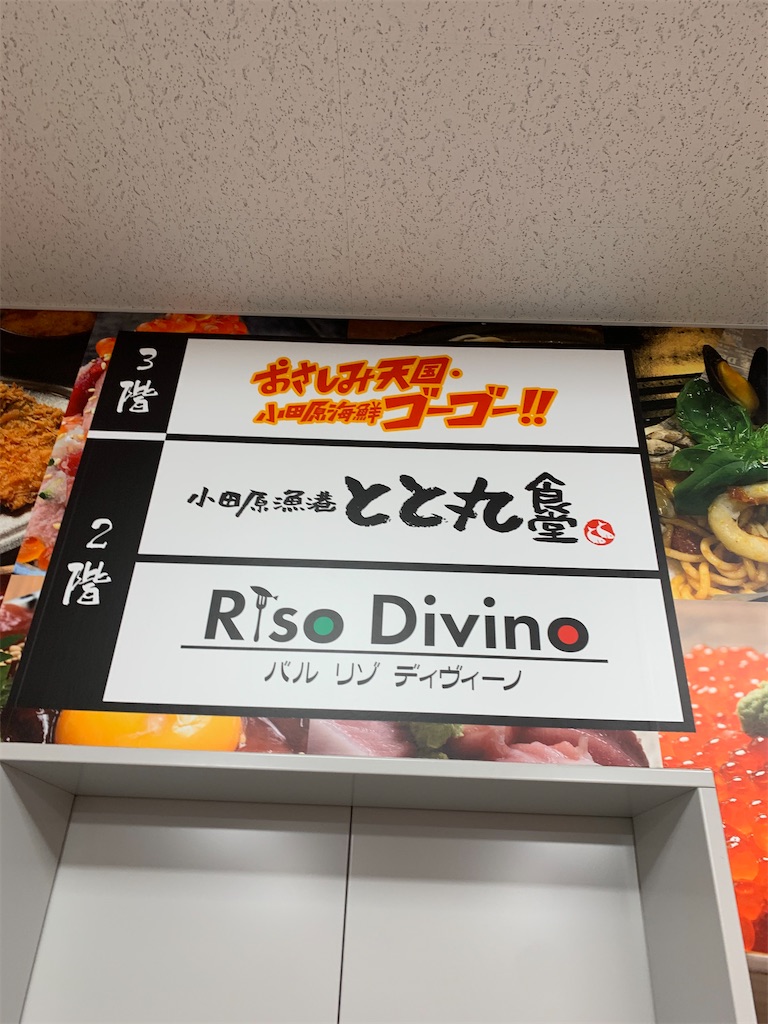 3階
おさしみ天国・
小田原海鮮ゴーゴー!!
2階
小田原漁港とと丸食堂
Riso Divino
バル リゾ ディヴィーノ